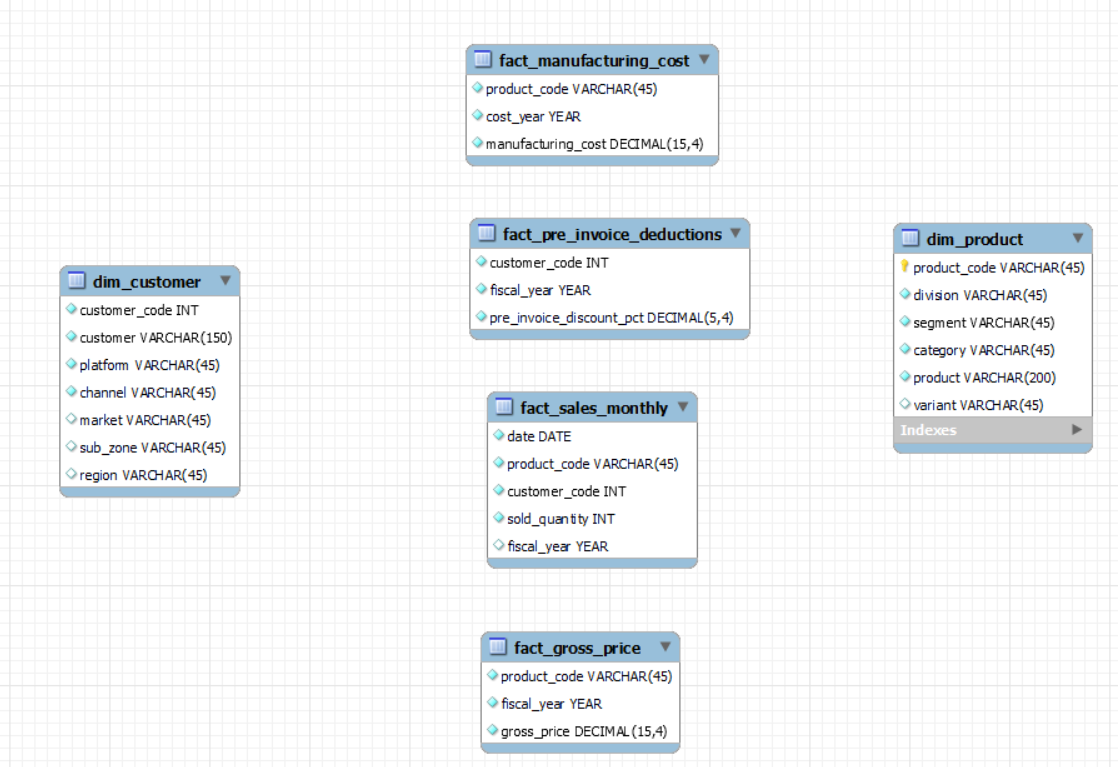 fact_manufacturing_cost
product_code VARCHAR(45)
cost_year YEAR
manufacturing_cost DECIMAL(15,4)
fact_pre_invoice_deductions
customer_code INT
fiscal_year YEAR
pre_invoice_discount_pct DECIMAL(5,4)
dim_product
product_code VARCHAR(45)
division VARCHAR(45)
segment VARCHAR(45)
category VARCHAR(45)
product VARCHAR(200)
variant VARCHAR(45)
Indexes
dim_customer
customer_code INT
customer VARCHAR(150)
platform VARCHAR(45)
channel VARCHAR(45)
market VARCHAR(45)
sub_zone VARCHAR(45)
region VARCHAR(45)
fact_sales_monthly
date DATE
product_code VARCHAR(45)
customer_code INT
sold_quantity INT
fiscal_year YEAR
fact_gross_price
product_code VARCHAR(45)
fiscal_year YEAR
gross_price DECIMAL(15,4)